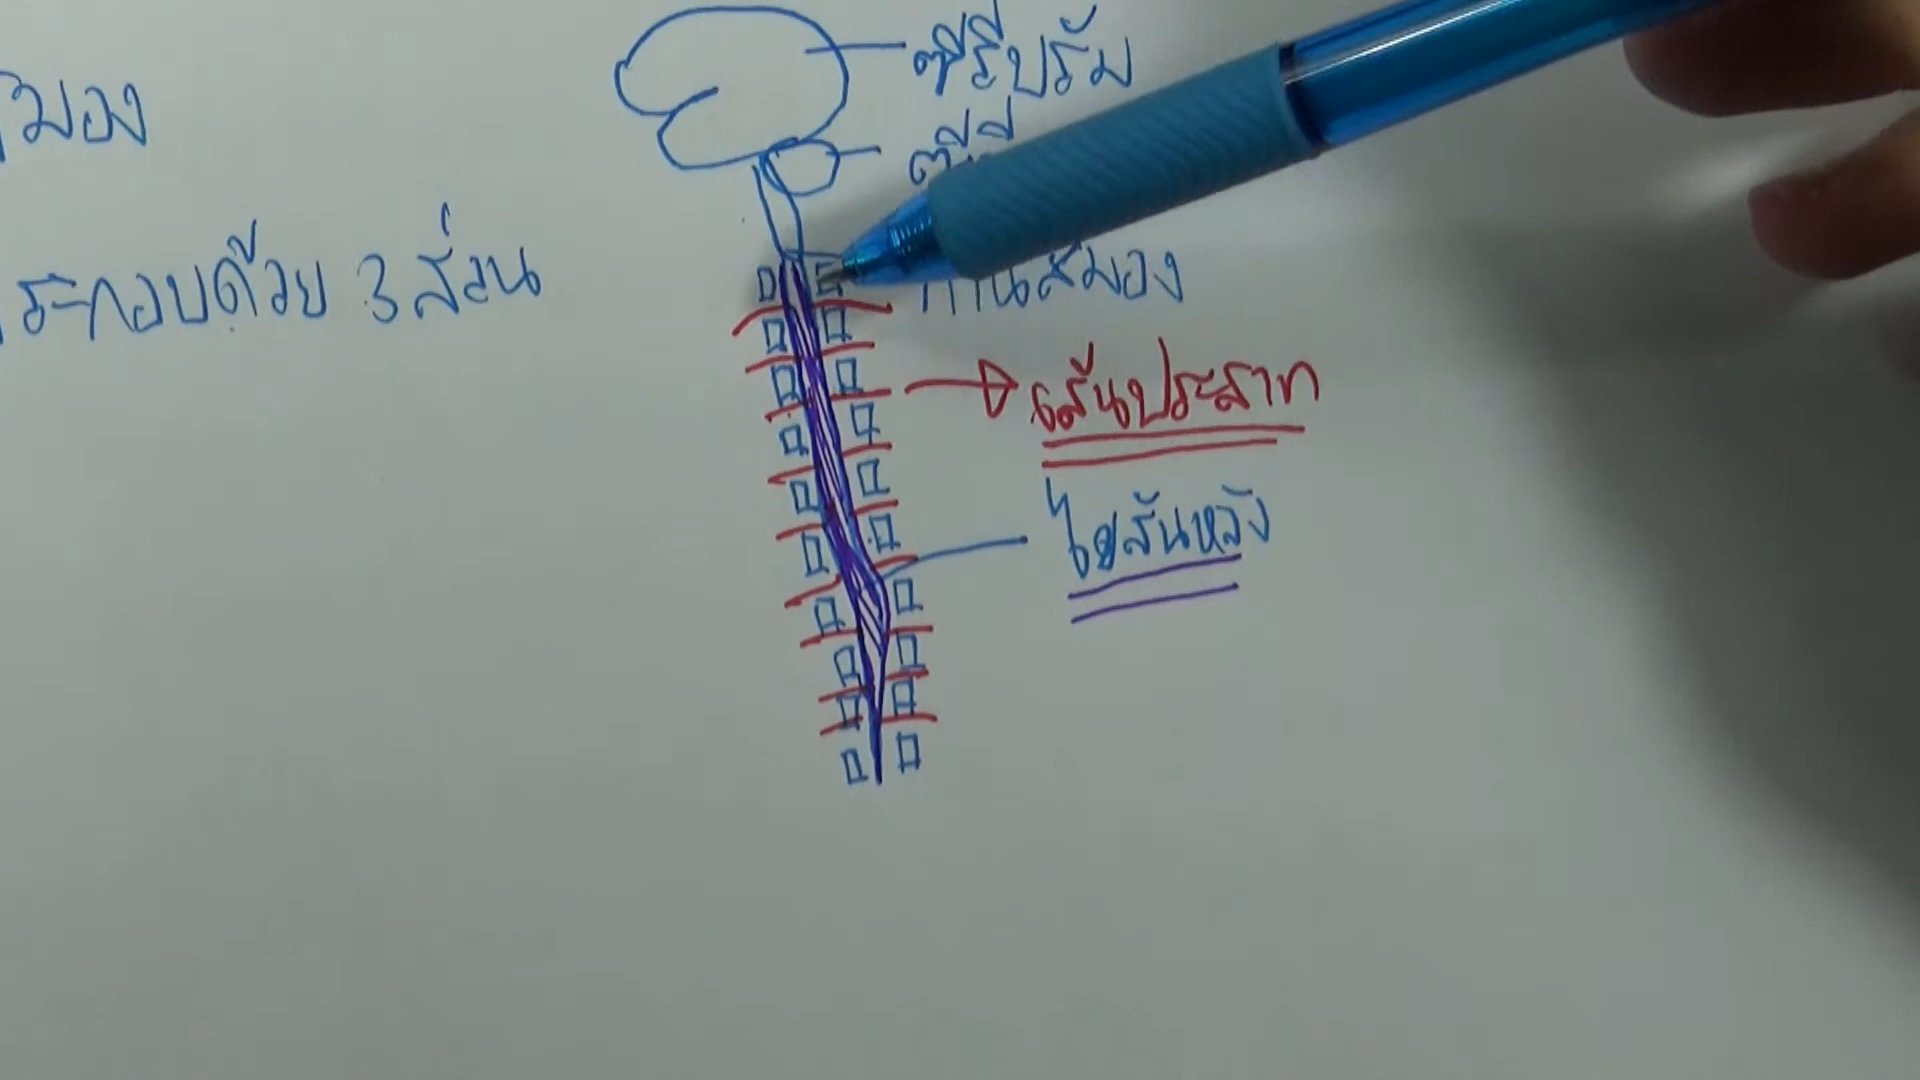 ซีรีบรัม
สมอง
ก้านสมอง
ประกอบด้วย 3 ส่วน
เส้นประสาท
ไขสันหลัง